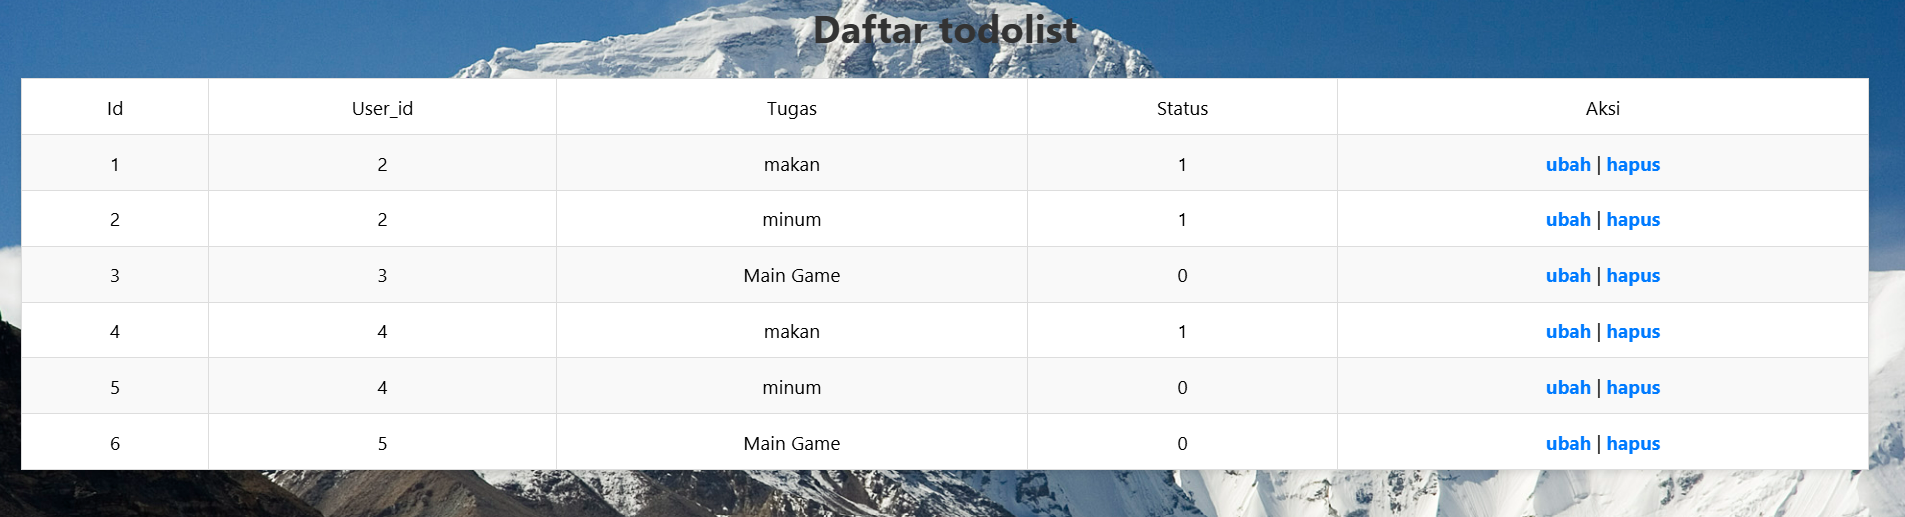 Daftar todolist
Id User_id Tugas Status Aksi
1 2 makan 1 ubah | hapus
2 2 minum 1 ubah | hapus
3 3 Main Game 0 ubah | hapus
4 4 makan 1 ubah | hapus
5 4 minum 0 ubah | hapus
6 5 Main Game 0 ubah | hapus